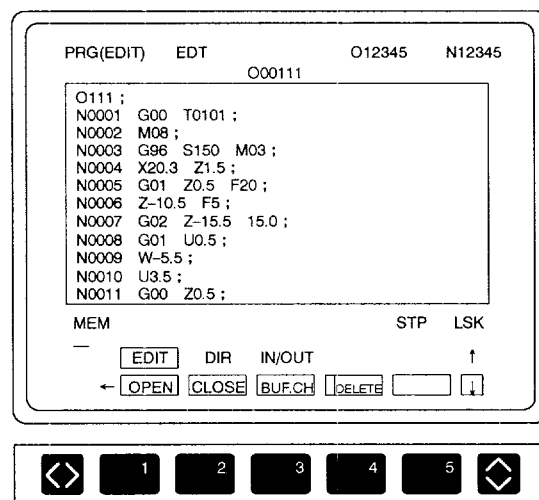 PRG(EDIT) EDT O12345 N12345
O00111
O111 ;
N0001 G00 T0101 ;
N0002 M08 ;
N0003 G96 S150 M03 ;
N0004 X20.3 Z1.5 ;
N0005 G01 Z0.5 F20 ;
N0006 Z-10.5 F5 ;
N0007 G02 Z-15.5 15.0 ;
N0008 G01 U0.5 ;
N0009 W-5.5 ;
N0010 U3.5 ;
N0011 G00 Z0.5 ;
MEM STP LSK
EDIT DIR IN/OUT ↑
← OPEN CLOSE BUF.CH DELETE ↓
1 2 3 4 5